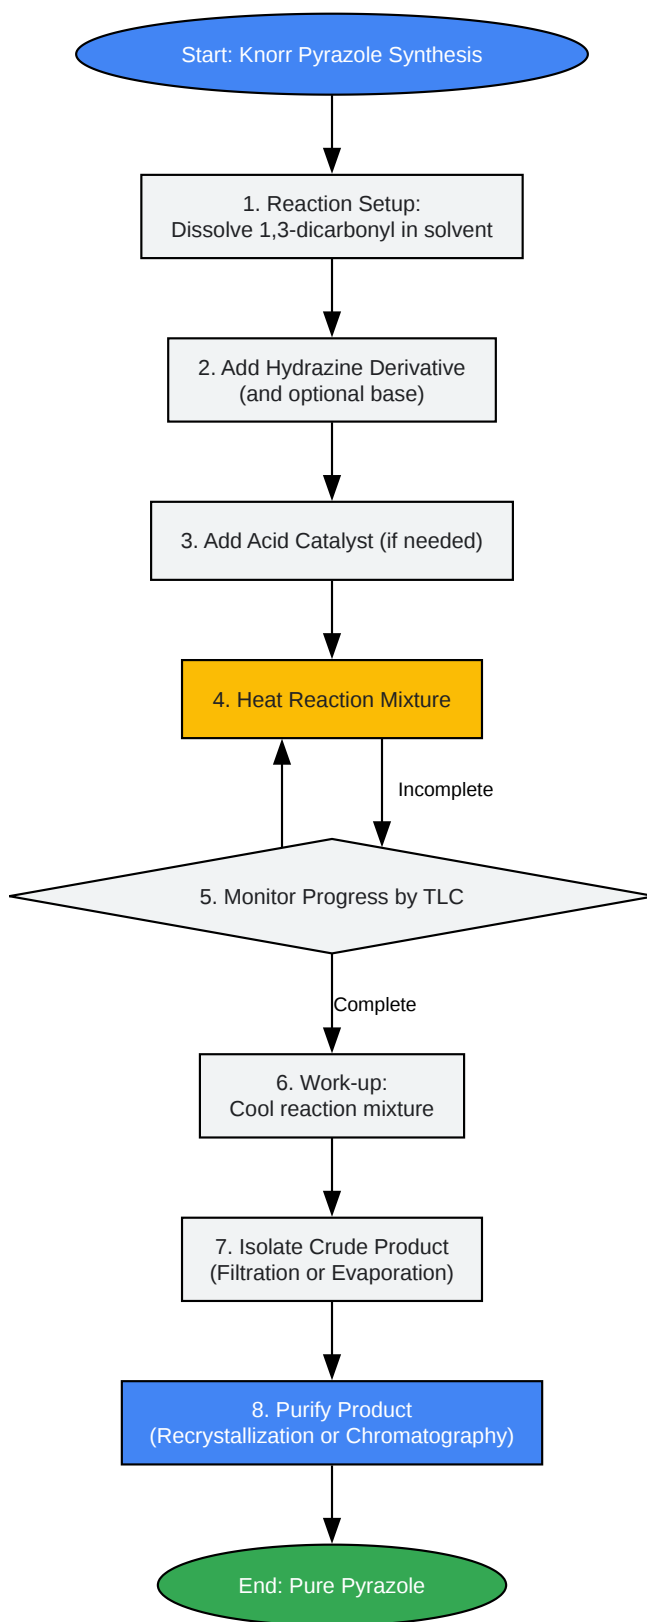 Start: Knorr Pyrazole Synthesis
1. Reaction Setup:
Dissolve 1,3-dicarbonyl in solvent
2. Add Hydrazine Derivative
(and optional base)
3. Add Acid Catalyst (if needed)
4. Heat Reaction Mixture
Incomplete
5. Monitor Progress by TLC
Complete
6. Work-up:
Cool reaction mixture
7. Isolate Crude Product
(Filtration or Evaporation)
8. Purify Product
(Recrystallization or Chromatography)
End: Pure Pyrazole